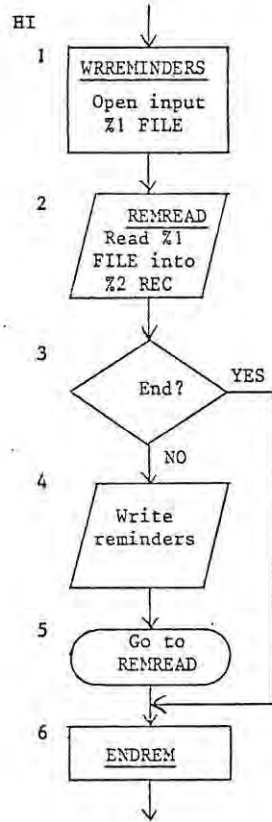 HI
1
WRREMINDERS
Open input
%1 FILE
2
REMREAD
Read %1
FILE into
%2 REC
3
End?
YES
NO
4
Write
reminders
5
Go to
REMREAD
6
ENDREM